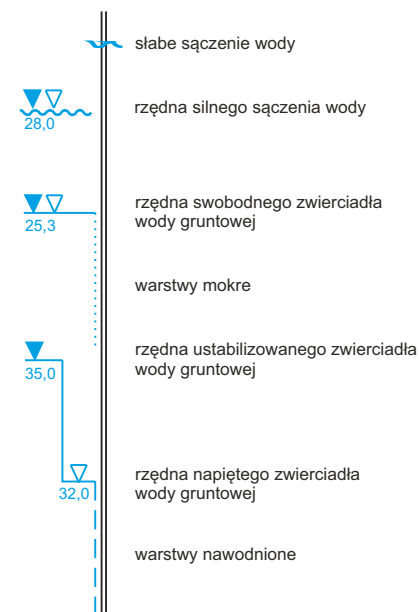 słabe sączenie wody
rzędna silnego sączenia wody
28,0
rzędna swobodnego zwierciadła
wody gruntowej
25,3
warstwy mokre
rzędna ustabilizowanego zwierciadła
wody gruntowej
35,0
rzędna napiętego zwierciadła
wody gruntowej
32,0
warstwy nawodnione